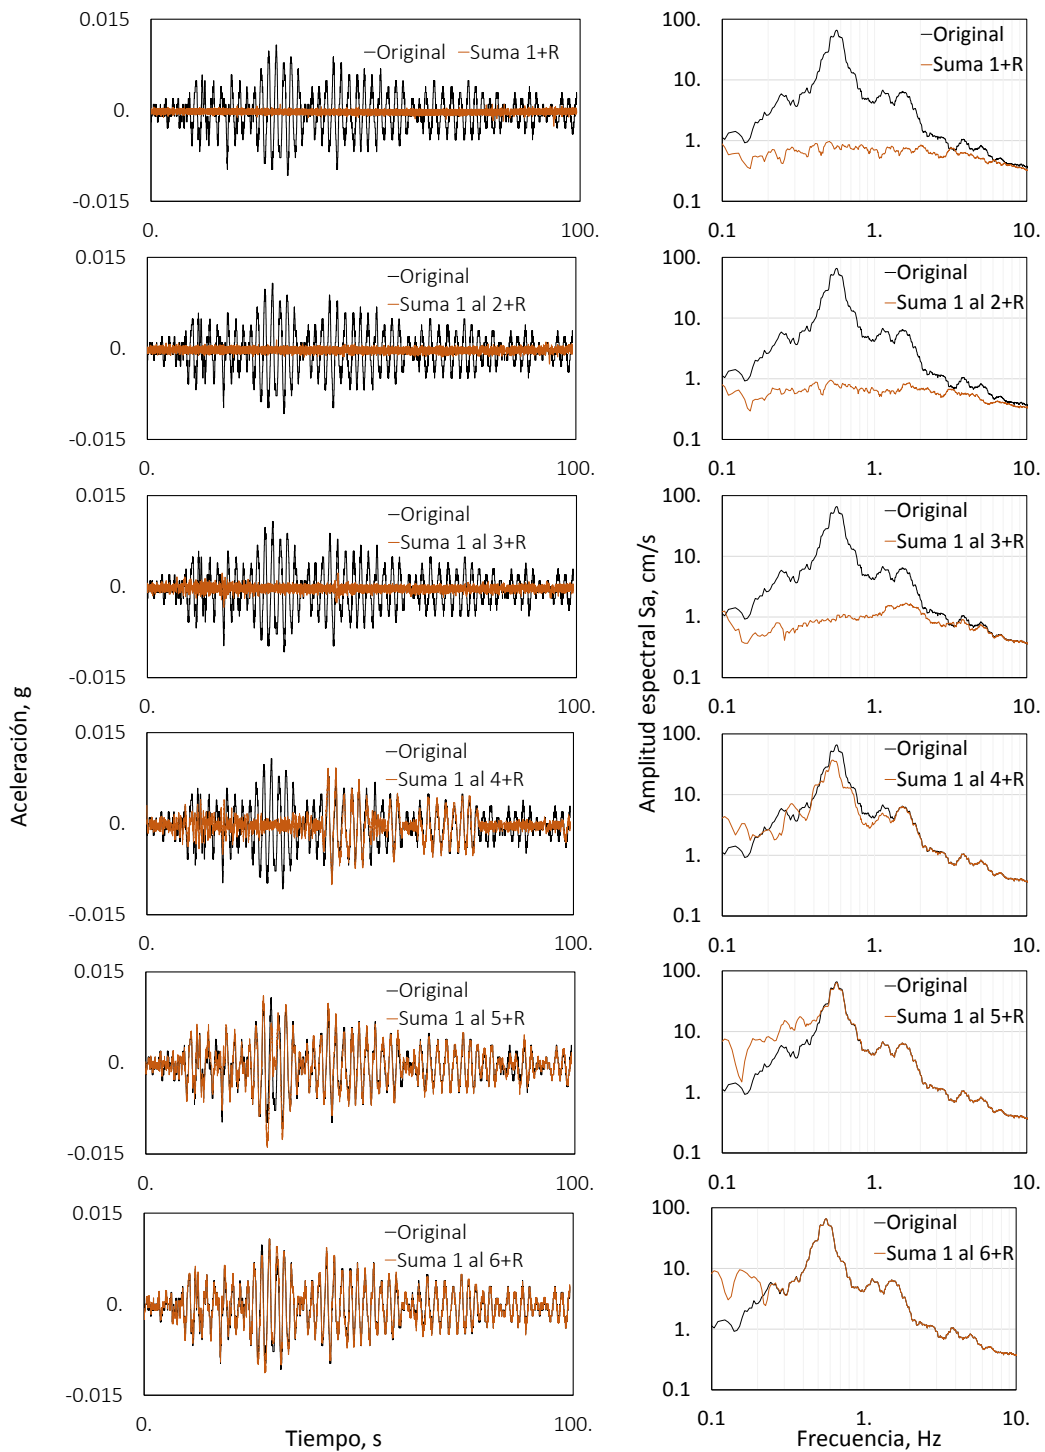 0.015
Original Suma 1+R
0.
-0.015
0. 100.
100.
Original
Suma 1+R
10.
1.
0.1
0.1 1. 10.
0.015
Original
Suma 1 al 2+R
0.
-0.015
0. 100.
100.
Original
Suma 1 al 2+R
10.
1.
0.1
0.1 1. 10.
0.015
Original
Suma 1 al 3+R
0.
-0.015
0. 100.
100.
Original
Suma 1 al 3+R
10.
1.
0.1
0.1 1. 10.
Aceleración, g
Amplitud espectral Sa, cm/s
0.015
Original
Suma 1 al 4+R
0.
-0.015
0. 100.
100.
Original
Suma 1 al 4+R
10.
1.
0.1
0.1 1. 10.
0.015
Original
Suma 1 al 5+R
0.
-0.015
0. 100.
100.
Original
Suma 1 al 5+R
10.
1.
0.1
0.1 1. 10.
0.015
Original
Suma 1 al 6+R
0.
-0.015
0. 100.
Tiempo, s
100.
Original
Suma 1 al 6+R
10.
1.
0.1
0.1 1. 10.
Frecuencia, Hz